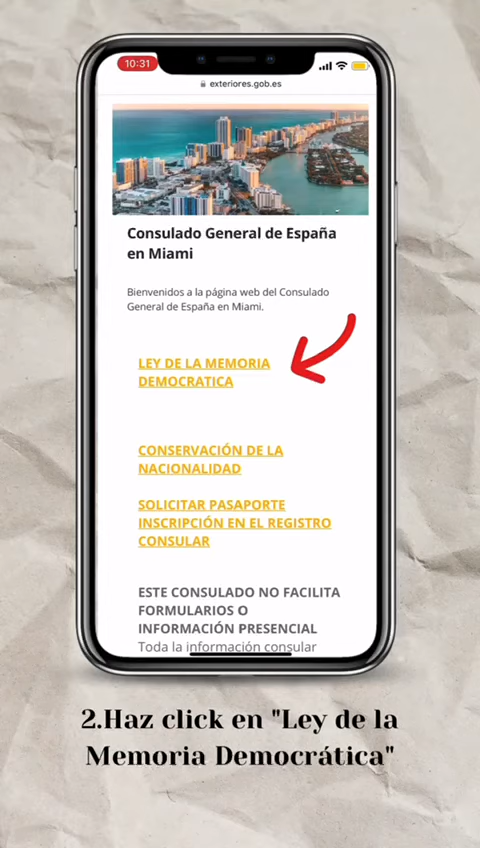 10:31
exteriores.gob.es
Consulado General de España
en Miami
Bienvenidos a la página web del Consulado
General de España en Miami.
LEY DE LA MEMORIA
DEMOCRATICA
CONSERVACIÓN DE LA
NACIONALIDAD
SOLICITAR PASAPORTE
INSCRIPCIÓN EN EL REGISTRO
CONSULAR
ESTE CONSULADO NO FACILITA
FORMULARIOS O
INFORMACIÓN PRESENCIAL
Toda la información consular
2.Haz click en "Ley de la
Memoria Democrática"